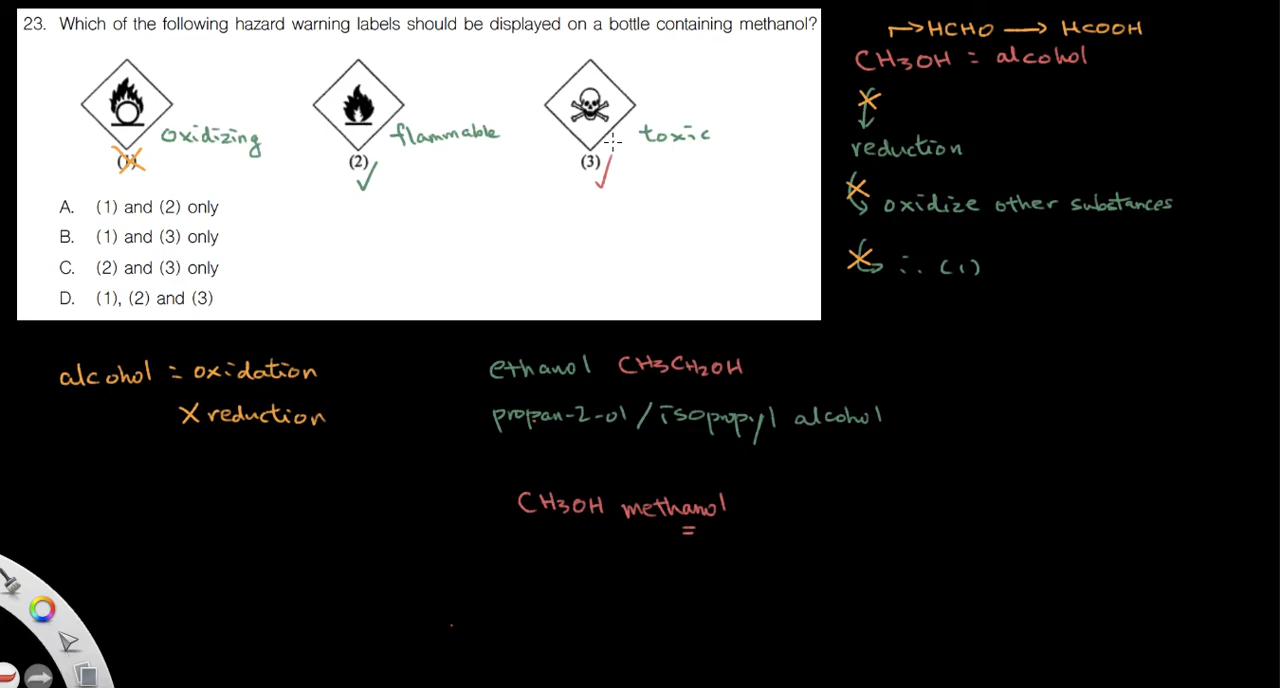 23. Which of the following hazard warning labels should be displayed on a bottle containing methanol?
oxidizing
flammable
toxic
(1)
(2)
(3)
A. (1) and (2) only
B. (1) and (3) only
C. (2) and (3) only
D. (1), (2) and (3)
→HCHO → HCOOH
CH3OH = alcohol
reduction
oxidize other substances
∴ (1)
alcohol = oxidation
X reduction
ethanol CH3CH2OH
propan-2-ol / isopropyl alcohol
CH3OH methanol